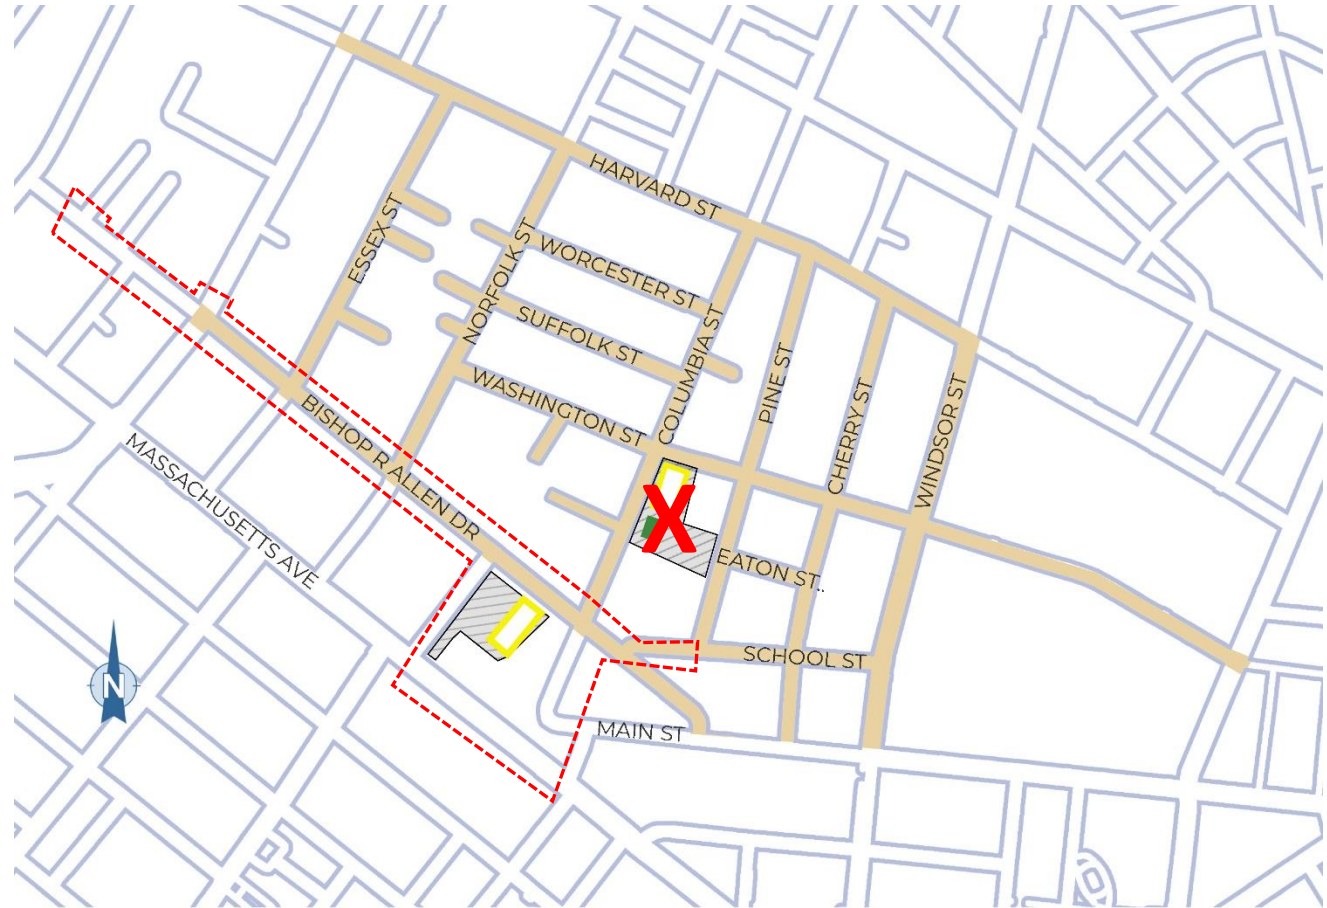 HARVARD ST
ESSEX ST
NORFOLK ST
WORCESTER ST
SUFFOLK ST
COLUMBIA ST
PINE ST
CHERRY ST
WINDSOR ST
WASHINGTON ST
BISHOP R ALLEN DR
MASSACHUSETTS AVE
X
EATON ST..
SCHOOL ST
N
MAIN ST